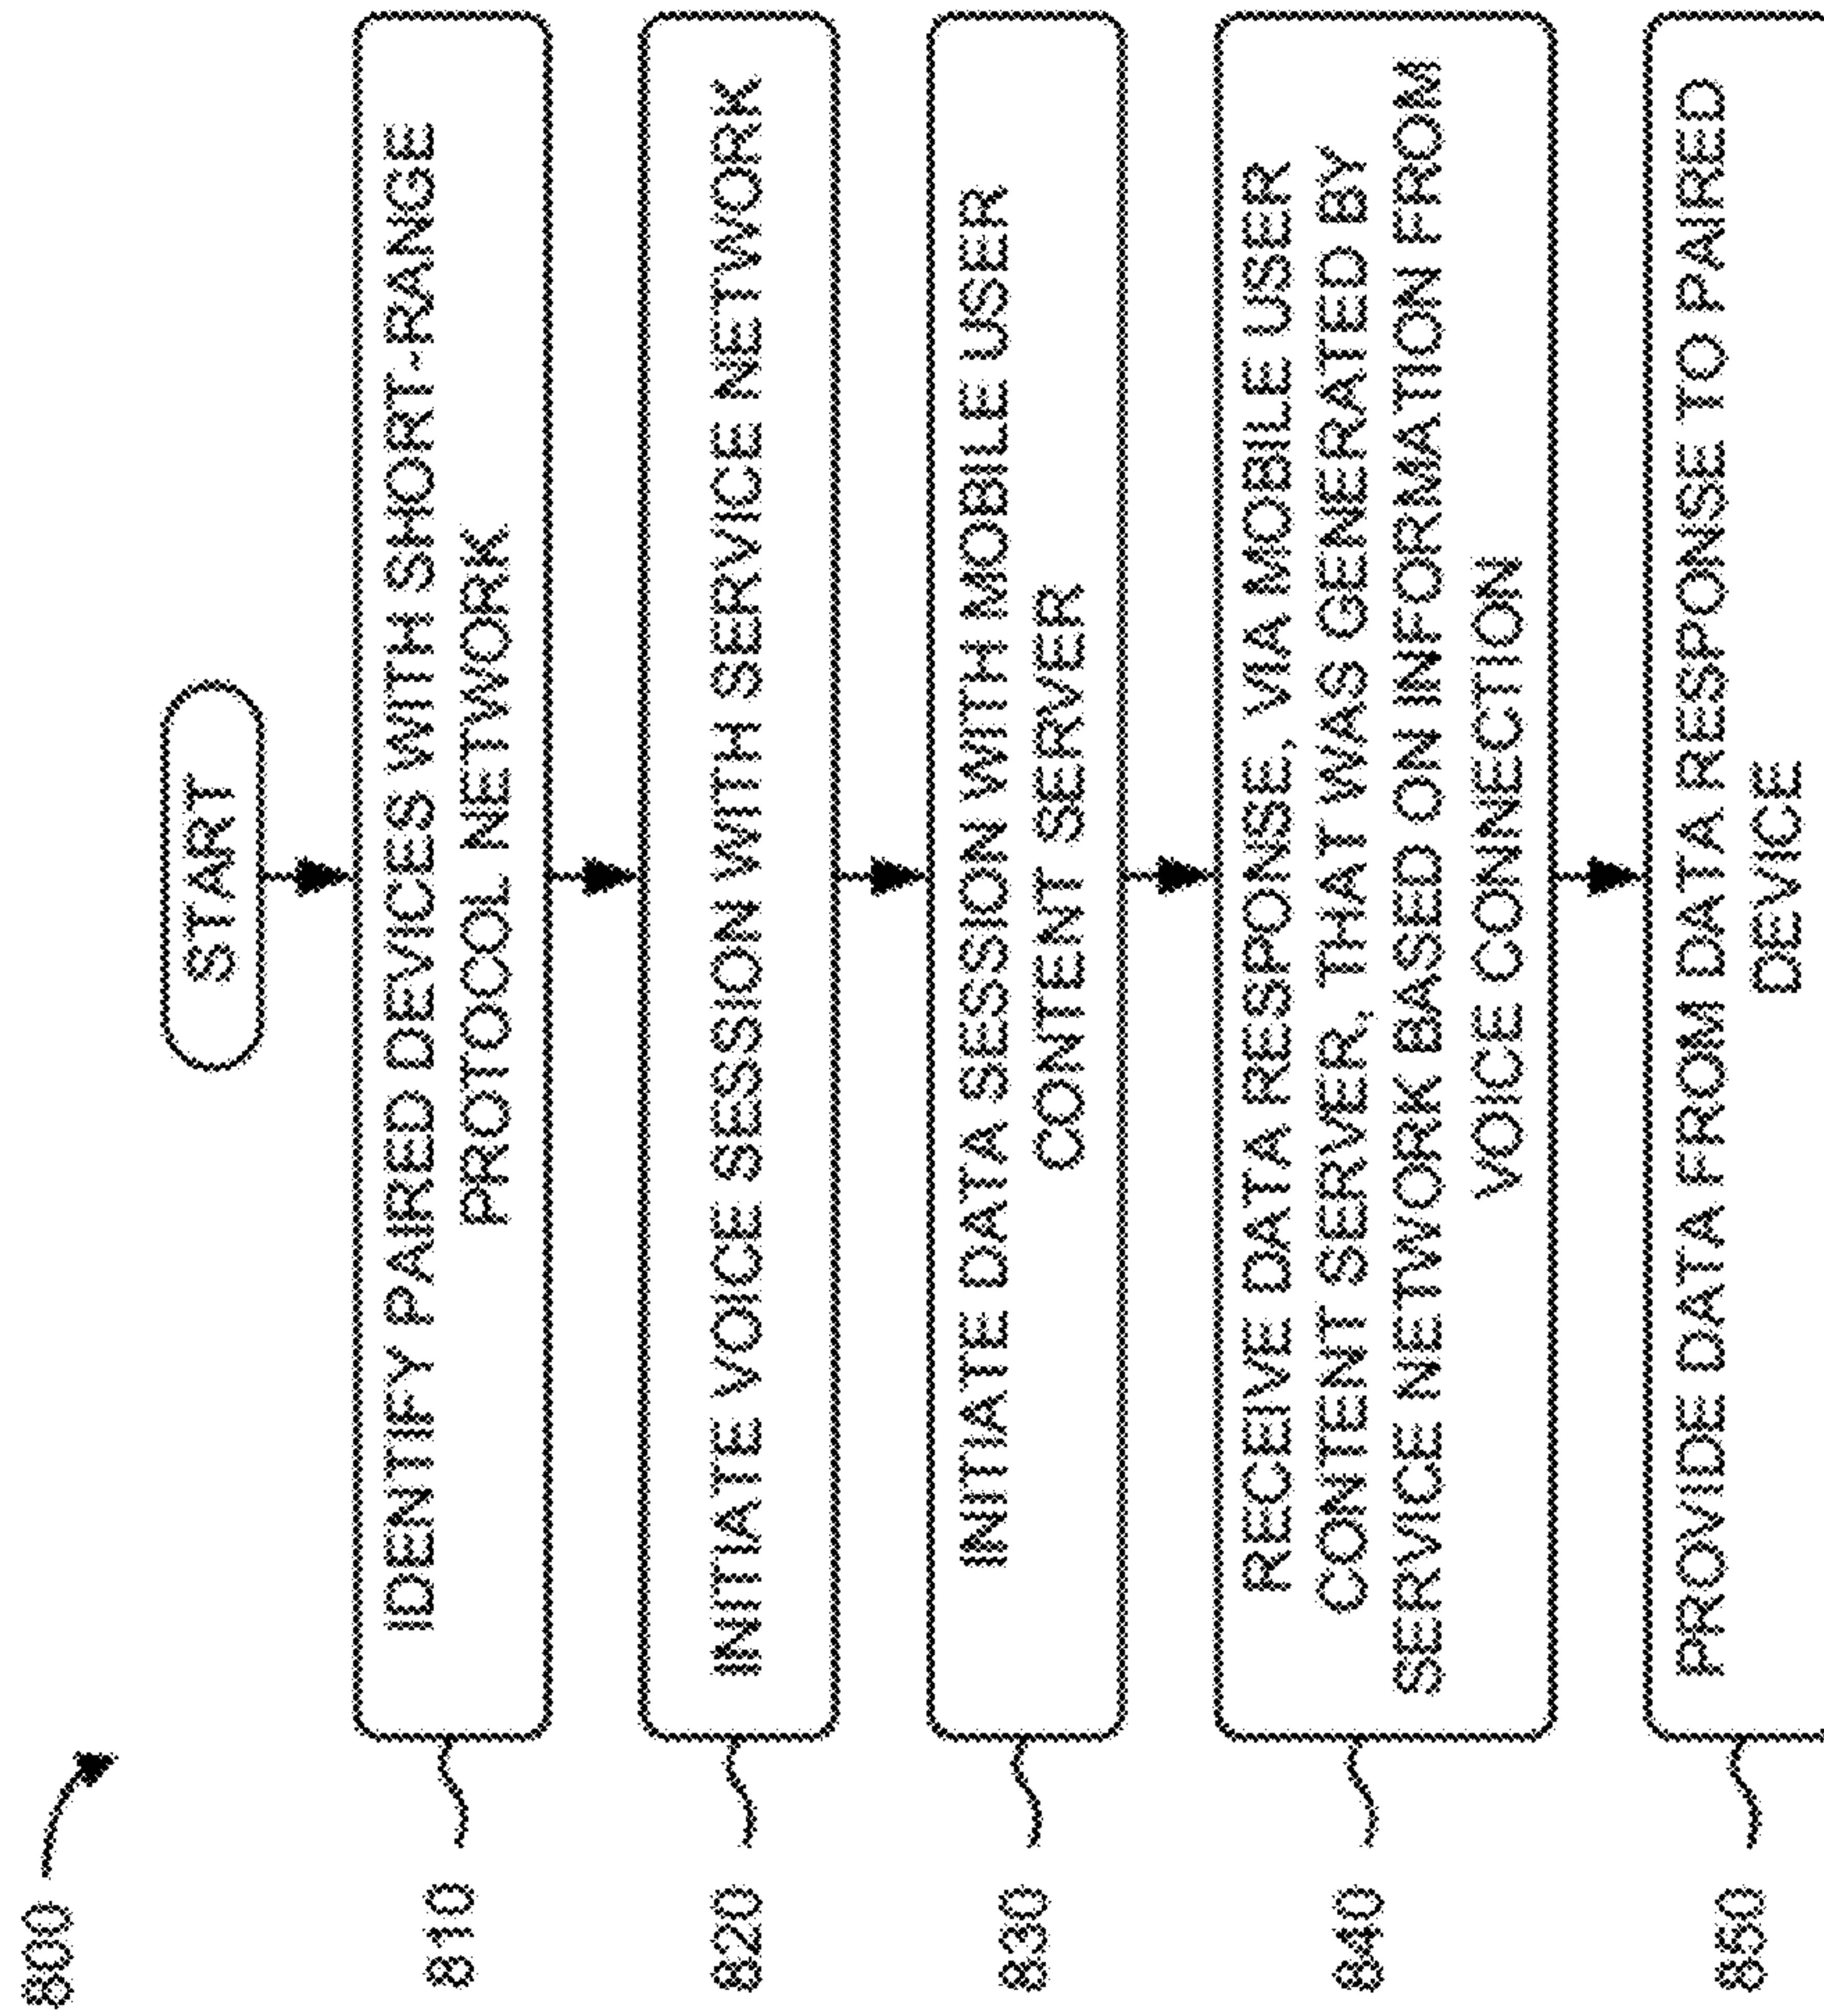 800
START
810
IDENTIFY PAIRED DEVICES WITH SHORT-RANGE
PROTOCOL NETWORK
820
INITIATE VOICE SESSION WITH SERVICE NETWORK
830
INITIATE DATA SESSION WITH MOBILE USER
CONTENT SERVER
840
RECEIVE DATA RESPONSE, VIA MOBILE USER
CONTENT SERVER, THAT WAS GENERATED BY
SERVICE NETWORK BASED ON INFORMATION FROM
VOICE CONNECTION
850
PROVIDE DATA FROM DATA RESPONSE TO PAIRED
DEVICE